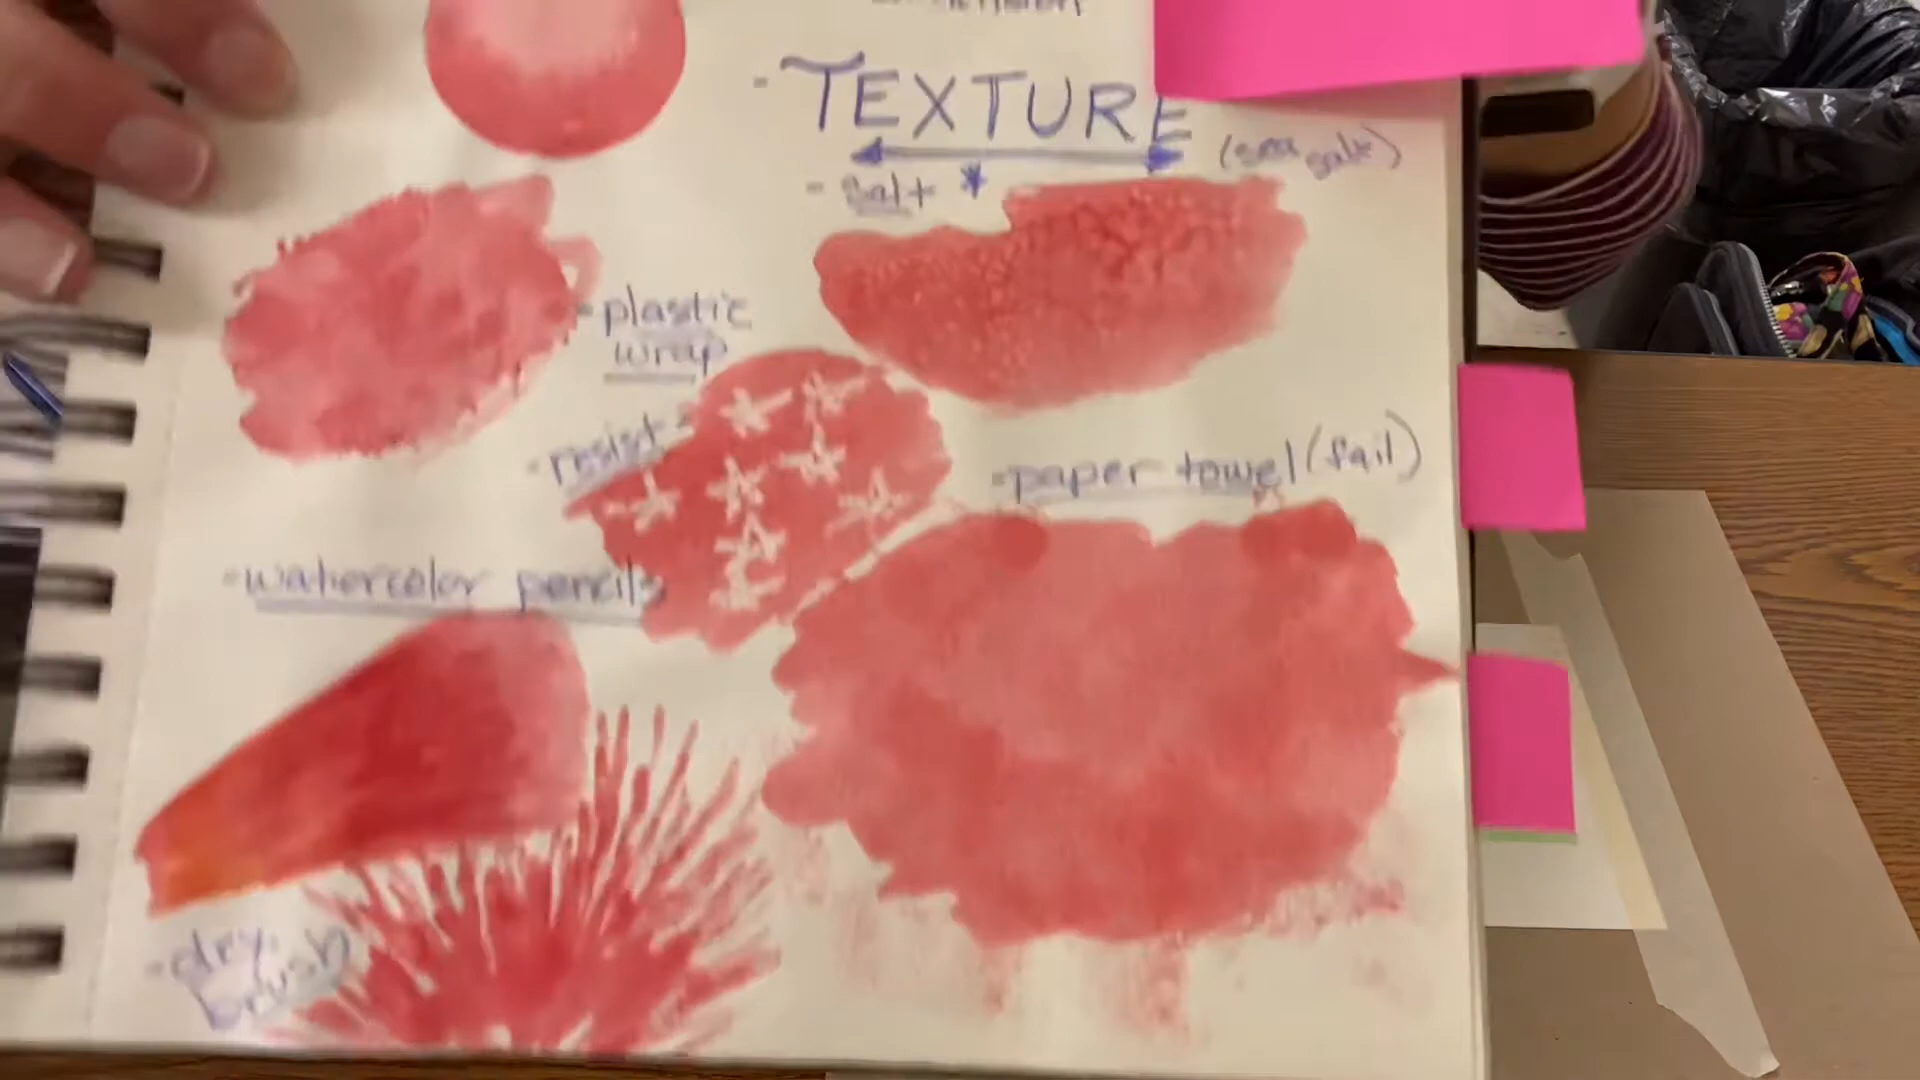 - TEXTURE
- Salt * (sea salt)
- plastic
wrap
- resist
- paper towel (fail)
- watercolor pencils
- dry
brush